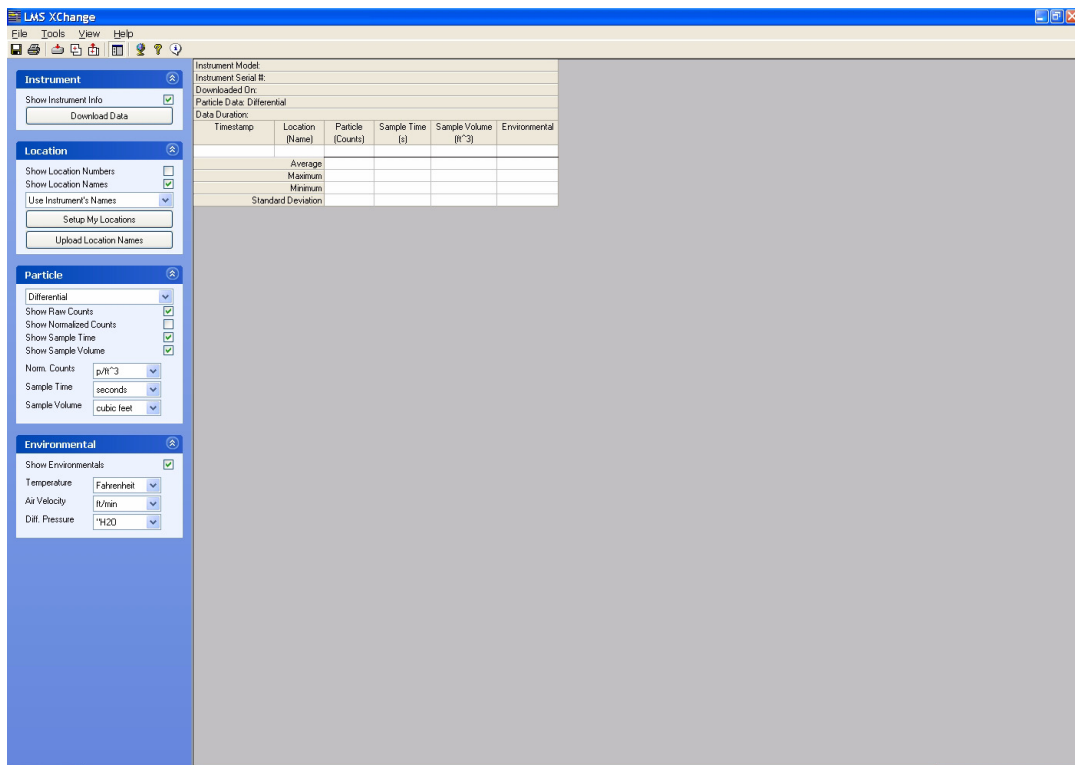 LMS XChange
File Tools View Help
Instrument
Show Instrument Info
Download Data
Location
Show Location Numbers
Show Location Names
Use Instrument's Names
Setup My Locations
Upload Location Names
Particle
Differential
Show Raw Counts
Show Normalized Counts
Show Sample Time
Show Sample Volume
Norm. Counts p/ft^3
Sample Time seconds
Sample Volume cubic feet
Environmental
Show Environmentals
Temperature Fahrenheit
Air Velocity ft/min
Diff. Pressure "H2O
Instrument Model:
Instrument Serial #:
Downloaded On:
Particle Data: Differential
Data Duration:
Timestamp Location Particle Sample Time Sample Volume Environmental
(Name) (Counts) (s) (ft^3)
Average
Maximum
Minimum
Standard Deviation